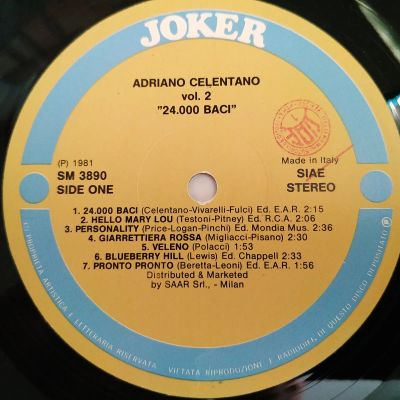 JOKER
ADRIANO CELENTANO
vol. 2
"24.000 BACI"
(P) 1981
Made in Italy
SM 3890
SIAE
SIDE ONE
STEREO
1. 24.000 BACI (Celentano-Vivarelli-Fulci) Ed. E.A.R. 2:15
2. HELLO MARY LOU (Testoni-Pitney) Ed. R.C.A. 2:06
3. PERSONALITY (Price-Logan-Pinchi) Ed. Mondia Mus. 2:36
4. GIARRETTIERA ROSSA (Migliacci-Pisano) 2:30
5. VELENO (Polacci) 1:53
6. BLUEBERRY HILL (Lewis) Ed. Chappell 2:33
7. PRONTO PRONTO (Beretta-Leoni) Ed. E.A.R. 1:56
Distributed & Marketed
by SAAR Srl., - Milan
PROPRIETÀ ARTISTICA E LETTERARIA RISERVATA VIETATA RIPRODUZIONE E RADIODIFF. DI QUESTO DISCO DEPOSITATO